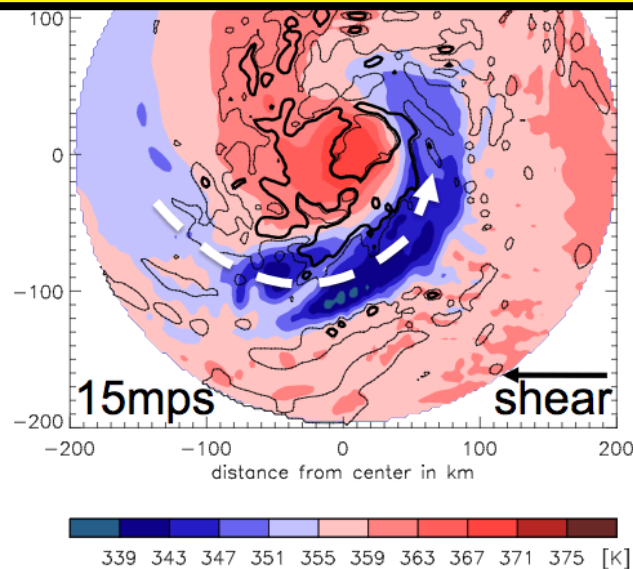 100
0
-100
15mps shear
-200
-200 -100 0 100 200
distance from center in km
339 343 347 351 355 359 363 367 371 375 [K]